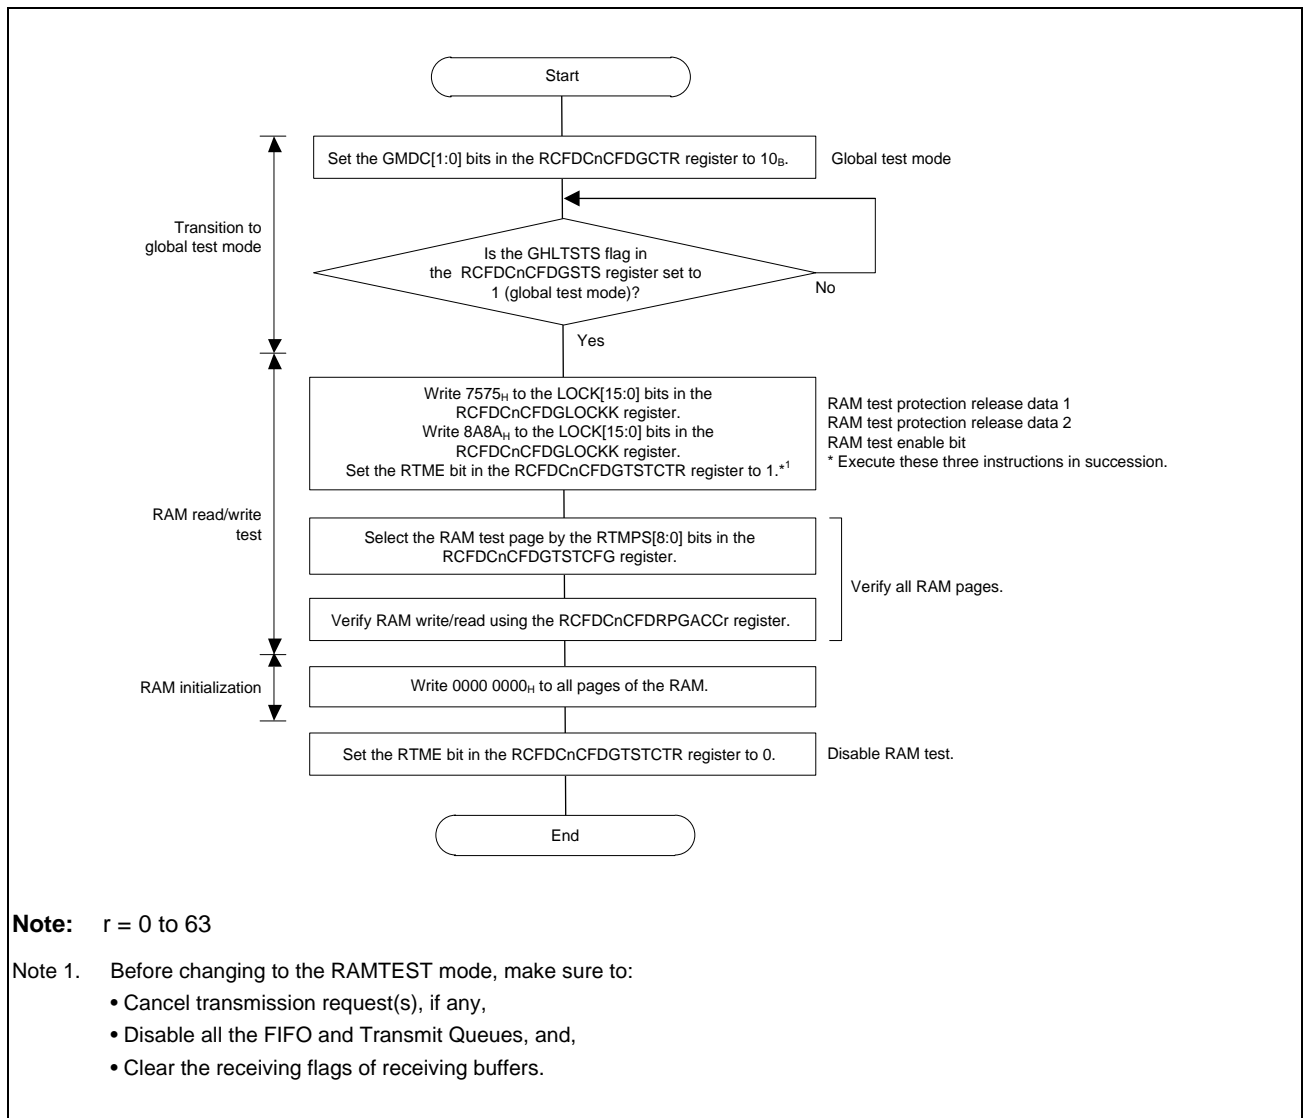 Start
Set the GMDC[1:0] bits in the RCFDCnCFDGCTR register to 10B.
Global test mode
Transition to
global test mode
Is the GHLTSTS flag in
the RCFDCnCFDGSTS register set to
1 (global test mode)?
No
Yes
Write 7575H to the LOCK[15:0] bits in the
RCFDCnCFDGLOCKK register.
Write 8A8AH to the LOCK[15:0] bits in the
RCFDCnCFDGLOCKK register.
Set the RTME bit in the RCFDCnCFDGTSTCTR register to 1.*1
RAM test protection release data 1
RAM test protection release data 2
RAM test enable bit
* Execute these three instructions in succession.
RAM read/write
test
Select the RAM test page by the RTMPS[8:0] bits in the
RCFDCnCFDGTSTCFG register.
Verify all RAM pages.
Verify RAM write/read using the RCFDCnCFDRPGACCr register.
RAM initialization
Write 0000 0000H to all pages of the RAM.
Set the RTME bit in the RCFDCnCFDGTSTCTR register to 0.
Disable RAM test.
End
Note: r = 0 to 63
Note 1. Before changing to the RAMTEST mode, make sure to:
• Cancel transmission request(s), if any,
• Disable all the FIFO and Transmit Queues, and,
• Clear the receiving flags of receiving buffers.